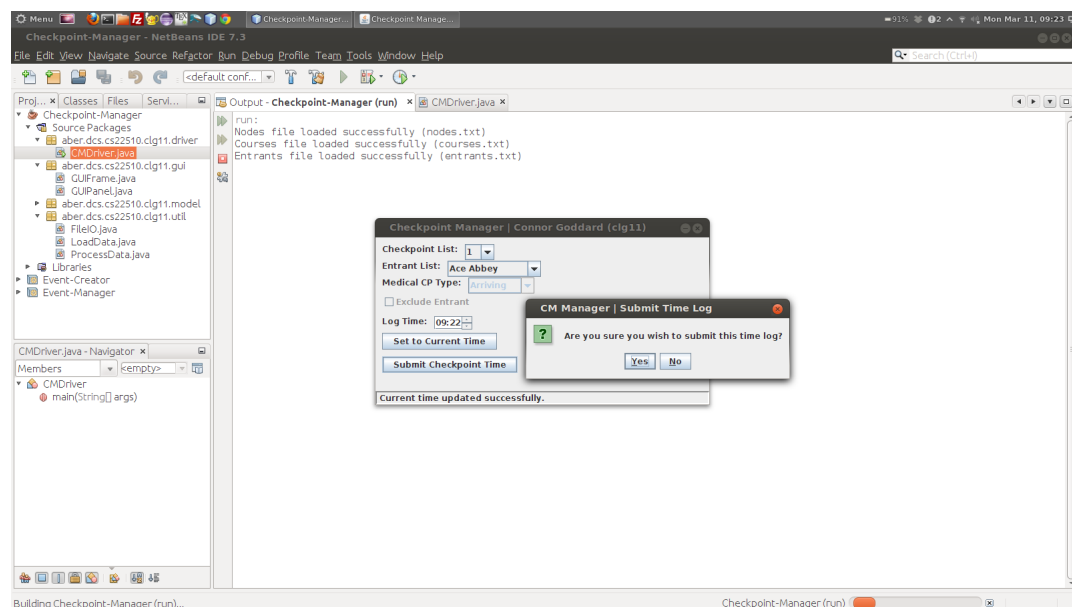 Menu
Checkpoint-Manager...
Checkpoint Manage...
91%
2
Mon Mar 11, 09:23
Checkpoint-Manager - NetBeans IDE 7.3
File Edit View Navigate Source Refactor Run Debug Profile Team Tools Window Help
Search (Ctrl+I)
<default conf...
Proj... × Classes Files Servi...
Output - Checkpoint-Manager (run) × CMDriver.java ×
Checkpoint-Manager
Source Packages
aber.dcs.cs22510.clg11.driver
CMDriver.java
aber.dcs.cs22510.clg11.gui
GUIFrame.java
GUIPanel.java
aber.dcs.cs22510.clg11.model
aber.dcs.cs22510.clg11.util
FileIO.java
LoadData.java
ProcessData.java
Libraries
Event-Creator
Event-Manager
run:
Nodes file loaded successfully (nodes.txt)
Courses file loaded successfully (courses.txt)
Entrants file loaded successfully (entrants.txt)
Checkpoint Manager | Connor Goddard (clg11)
Checkpoint List: 1
Entrant List: Ace Abbey
Medical CP Type: Arriving
Exclude Entrant
Log Time: 09:22
Set to Current Time
Submit Checkpoint Time
Current time updated successfully.
CM Manager | Submit Time Log
Are you sure you wish to submit this time log?
Yes No
CMDriver.java - Navigator ×
Members <empty>
CMDriver
main(String[] args)
Building Checkpoint-Manager (run)...
Checkpoint-Manager (run)